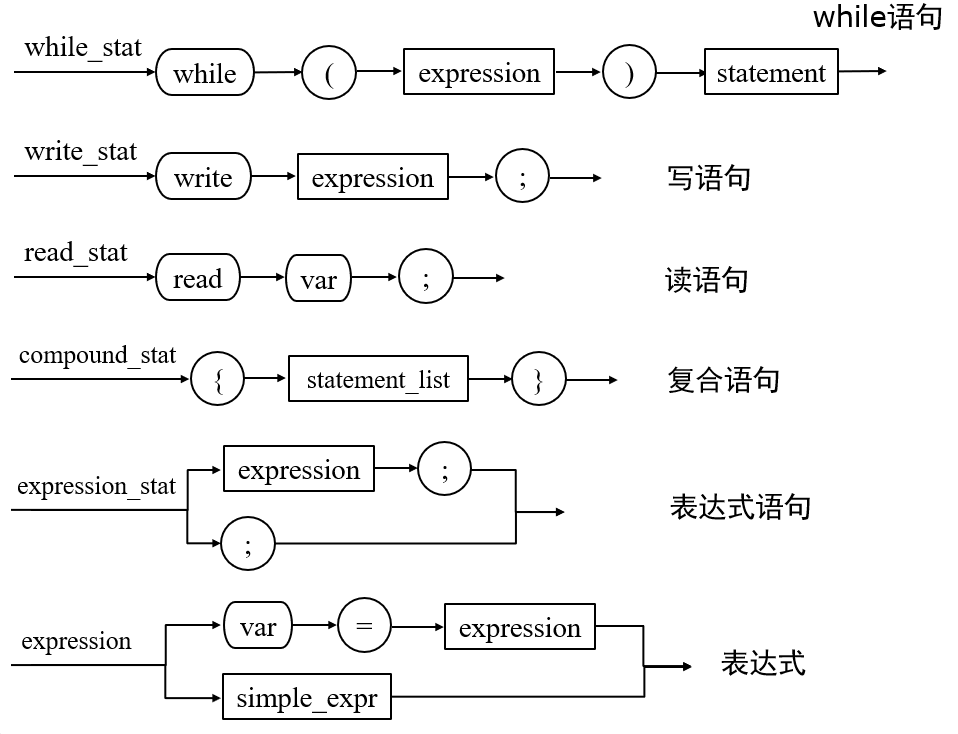 while语句
while_stat
while ( expression ) statement
write_stat
write expression ; 写语句
read_stat
read var ; 读语句
compound_stat
{ statement_list } 复合语句
expression ;
expression_stat
表达式语句
;
var = expression
expression
表达式
simple_expr